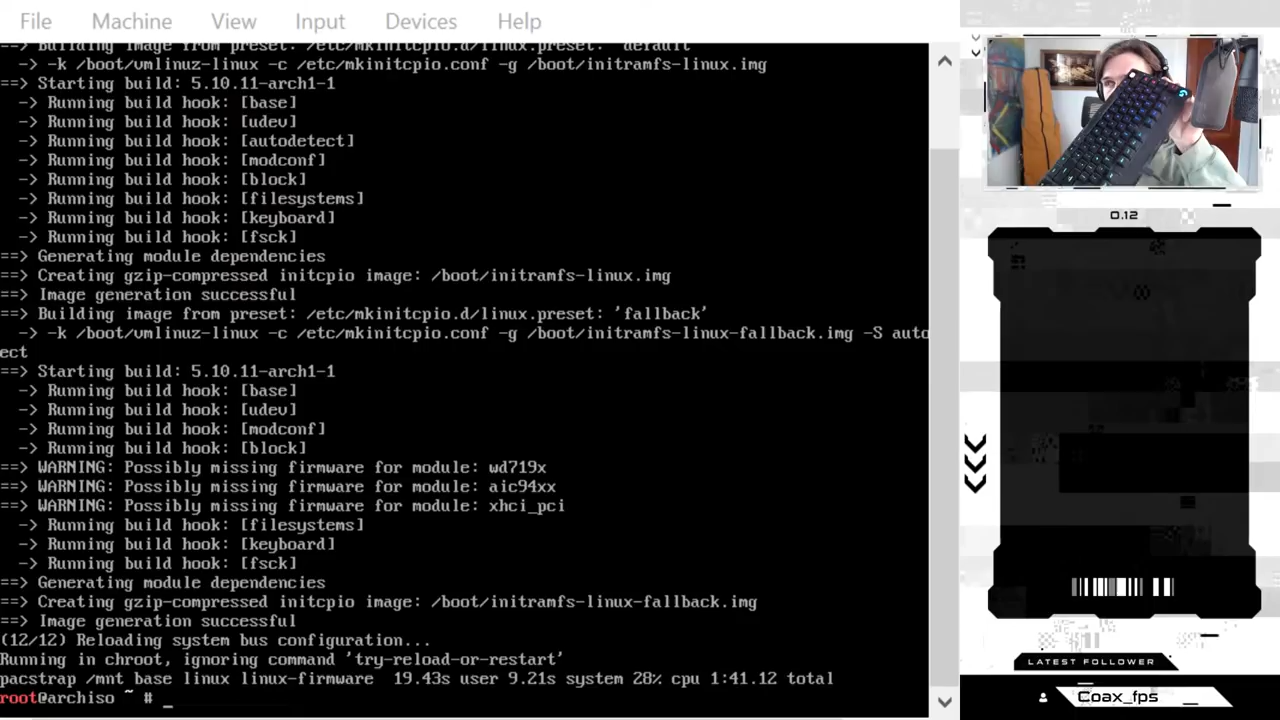 File Machine View Input Devices Help
==> Building image from preset: /etc/mkinitcpio.d/linux.preset: 'default'
-> -k /boot/vmlinuz-linux -c /etc/mkinitcpio.conf -g /boot/initramfs-linux.img
==> Starting build: 5.10.11-arch1-1
-> Running build hook: [base]
-> Running build hook: [udev]
-> Running build hook: [autodetect]
-> Running build hook: [modconf]
-> Running build hook: [block]
-> Running build hook: [filesystems]
-> Running build hook: [keyboard]
-> Running build hook: [fsck]
==> Generating module dependencies
==> Creating gzip-compressed initcpio image: /boot/initramfs-linux.img
==> Image generation successful
==> Building image from preset: /etc/mkinitcpio.d/linux.preset: 'fallback'
-> -k /boot/vmlinuz-linux -c /etc/mkinitcpio.conf -g /boot/initramfs-linux-fallback.img -S auto
ect
==> Starting build: 5.10.11-arch1-1
-> Running build hook: [base]
-> Running build hook: [udev]
-> Running build hook: [modconf]
-> Running build hook: [block]
==> WARNING: Possibly missing firmware for module: wd719x
==> WARNING: Possibly missing firmware for module: aic94xx
==> WARNING: Possibly missing firmware for module: xhci_pci
-> Running build hook: [filesystems]
-> Running build hook: [keyboard]
-> Running build hook: [fsck]
==> Generating module dependencies
==> Creating gzip-compressed initcpio image: /boot/initramfs-linux-fallback.img
==> Image generation successful
(12/12) Reloading system bus configuration...
Running in chroot, ignoring command 'try-reload-or-restart'
pacstrap /mnt base linux linux-firmware 19.43s user 9.21s system 28% cpu 1:41.12 total
root@archiso ~ # _
0.12
LATEST FOLLOWER
Coax_fps